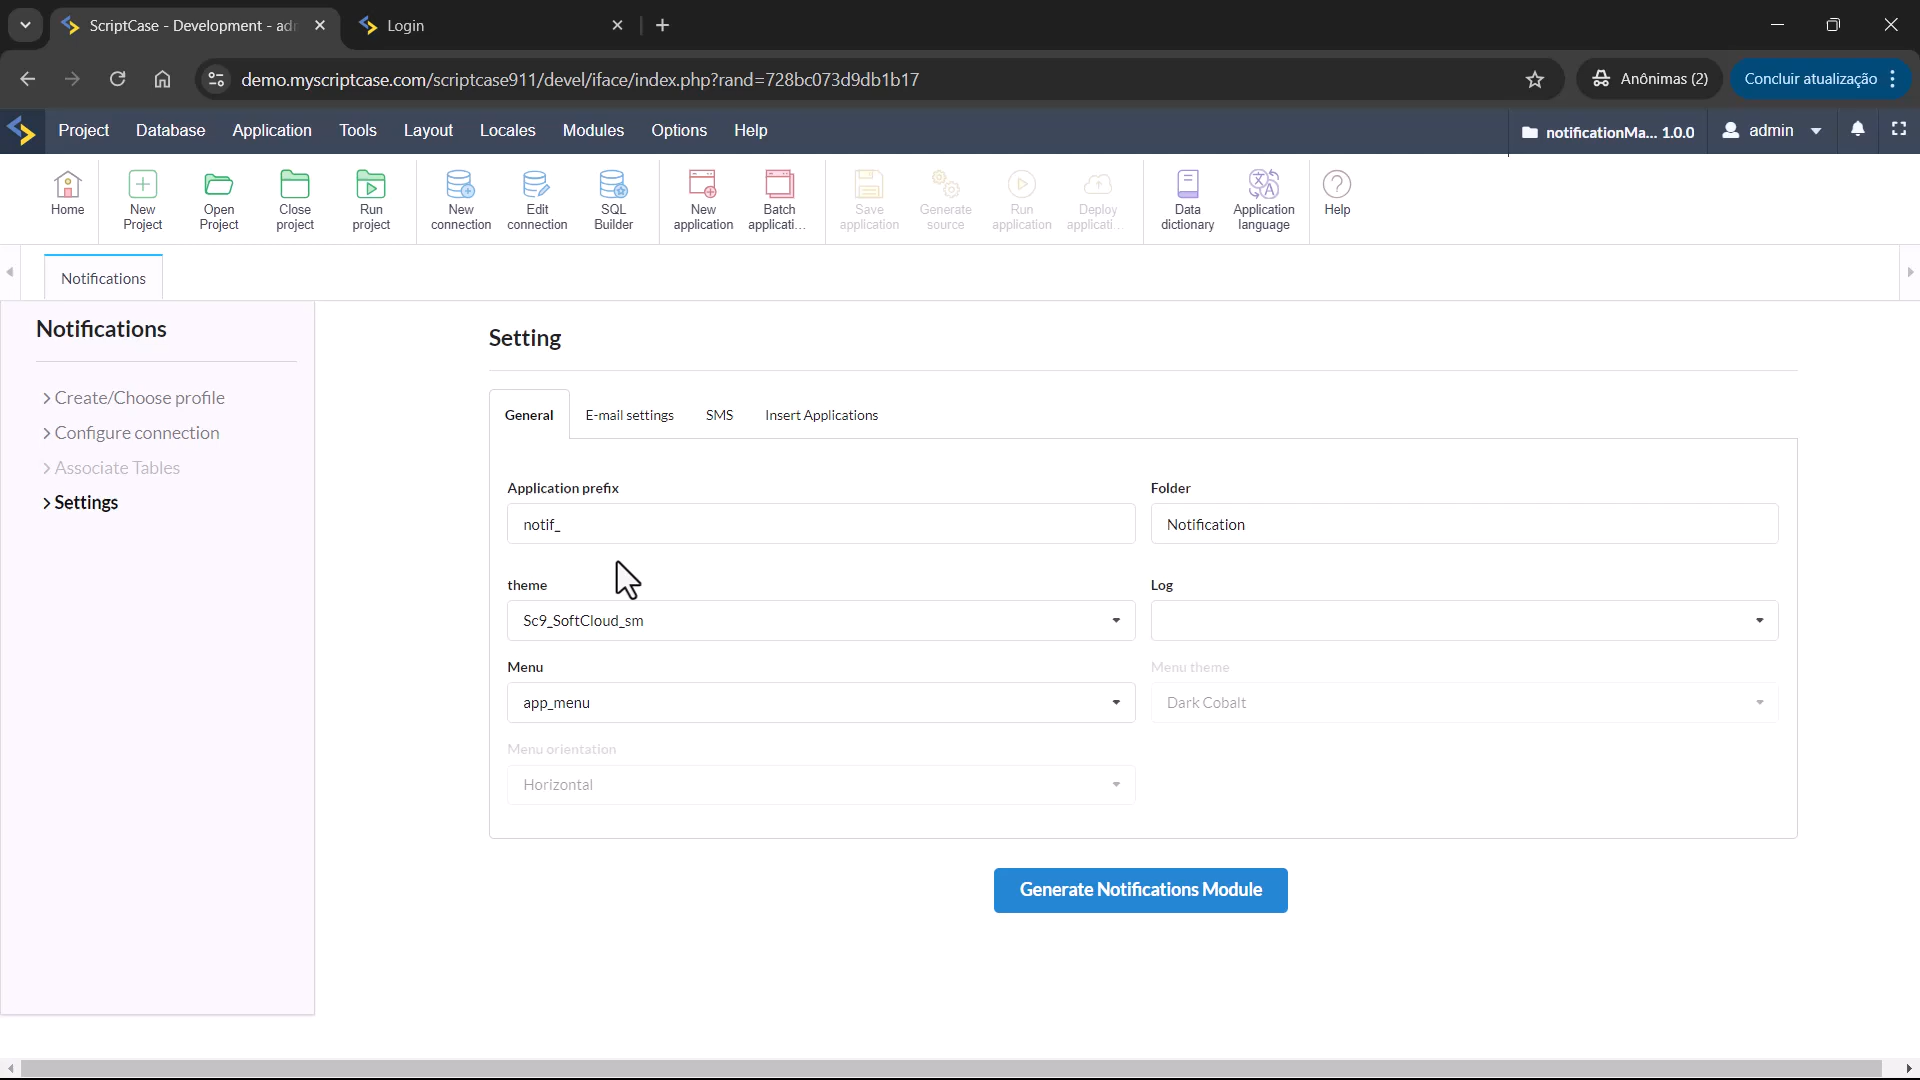 ScriptCase - Development - adn
Login
demo.myscriptcase.com/scriptcase911/devel/iface/index.php?rand=728bc073d9db1b17
Anônimas (2)
Concluir atualização
Project Database Application Tools Layout Locales Modules Options Help
notificationMa... 1.0.0
admin
Home
New Project
Open Project
Close project
Run project
New connection
Edit connection
SQL Builder
New application
Batch applicati...
Save application
Generate source
Run application
Deploy applicati...
Data dictionary
Application language
Help
Notifications
Notifications
> Create/Choose profile
> Configure connection
> Associate Tables
> Settings
Setting
General E-mail settings SMS Insert Applications
Application prefix
notif_
Folder
Notification
theme
Sc9_SoftCloud_sm
Log
Menu
app_menu
Menu theme
Dark Cobalt
Menu orientation
Horizontal
Generate Notifications Module